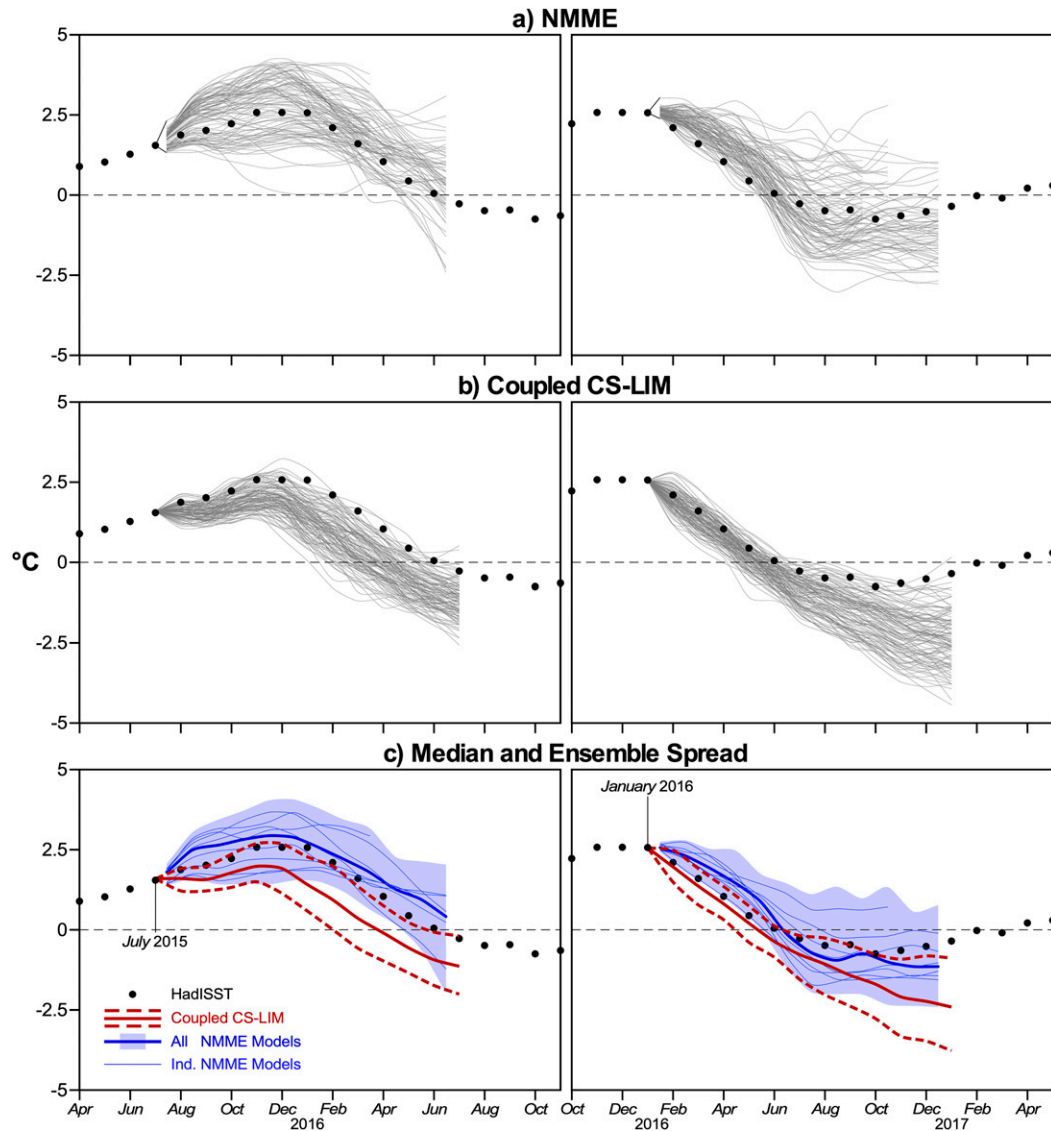 a) NMME
5
2.5
0
-2.5
-5
b) Coupled CS-LIM
5
2.5
0
-2.5
-5
°C
c) Median and Ensemble Spread
5
2.5
0
-2.5
-5
July 2015
January 2016
HadISST
Coupled CS-LIM
All NMME Models
Ind. NMME Models
Apr Jun Aug Oct Dec Feb Apr Jun Aug Oct
2016
Oct Dec Feb Apr Jun Aug Oct Dec Feb Apr
2016 2017